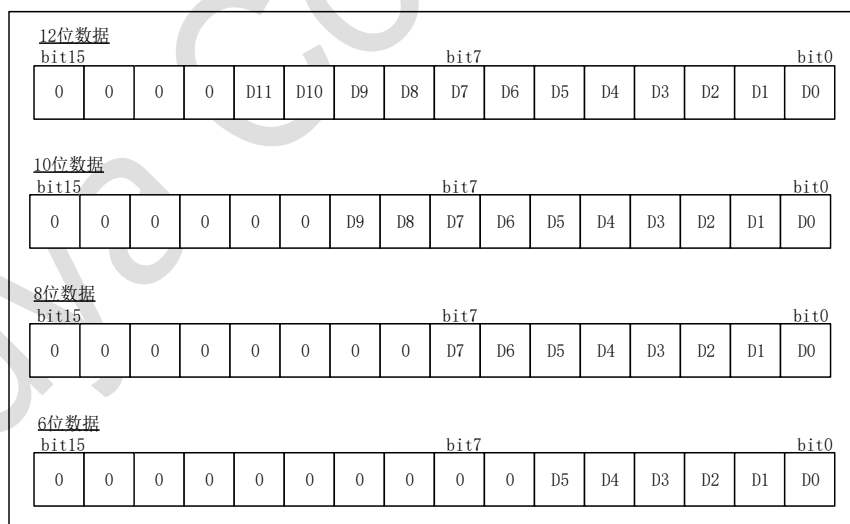 12位数据
bit15 bit7 bit0
0 0 0 0 D11 D10 D9 D8 D7 D6 D5 D4 D3 D2 D1 D0
10位数据
bit15 bit7 bit0
0 0 0 0 0 0 D9 D8 D7 D6 D5 D4 D3 D2 D1 D0
8位数据
bit15 bit7 bit0
0 0 0 0 0 0 0 0 D7 D6 D5 D4 D3 D2 D1 D0
6位数据
bit15 bit7 bit0
0 0 0 0 0 0 0 0 0 0 D5 D4 D3 D2 D1 D0